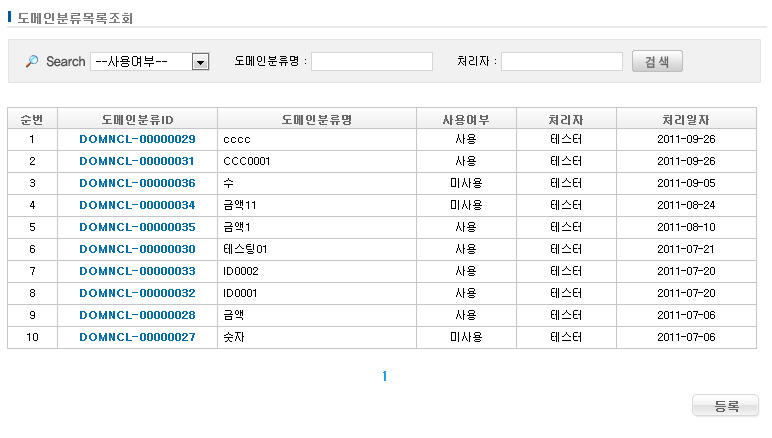 도메인분류목록조회
Search --사용여부-- 도메인분류명 : 처리자 : 검색
순번 도메인분류ID 도메인분류명 사용여부 처리자 처리일자
1 DOMNCL-00000029 cccc 사용 테스터 2011-09-26
2 DOMNCL-00000031 CCC0001 사용 테스터 2011-09-26
3 DOMNCL-00000036 수 미사용 테스터 2011-09-05
4 DOMNCL-00000034 금액11 미사용 테스터 2011-08-24
5 DOMNCL-00000035 금액1 사용 테스터 2011-08-10
6 DOMNCL-00000030 테스팅01 사용 테스터 2011-07-21
7 DOMNCL-00000033 ID0002 사용 테스터 2011-07-20
8 DOMNCL-00000032 ID0001 사용 테스터 2011-07-20
9 DOMNCL-00000028 금액 사용 테스터 2011-07-06
10 DOMNCL-00000027 숫자 미사용 테스터 2011-07-06
1
등록